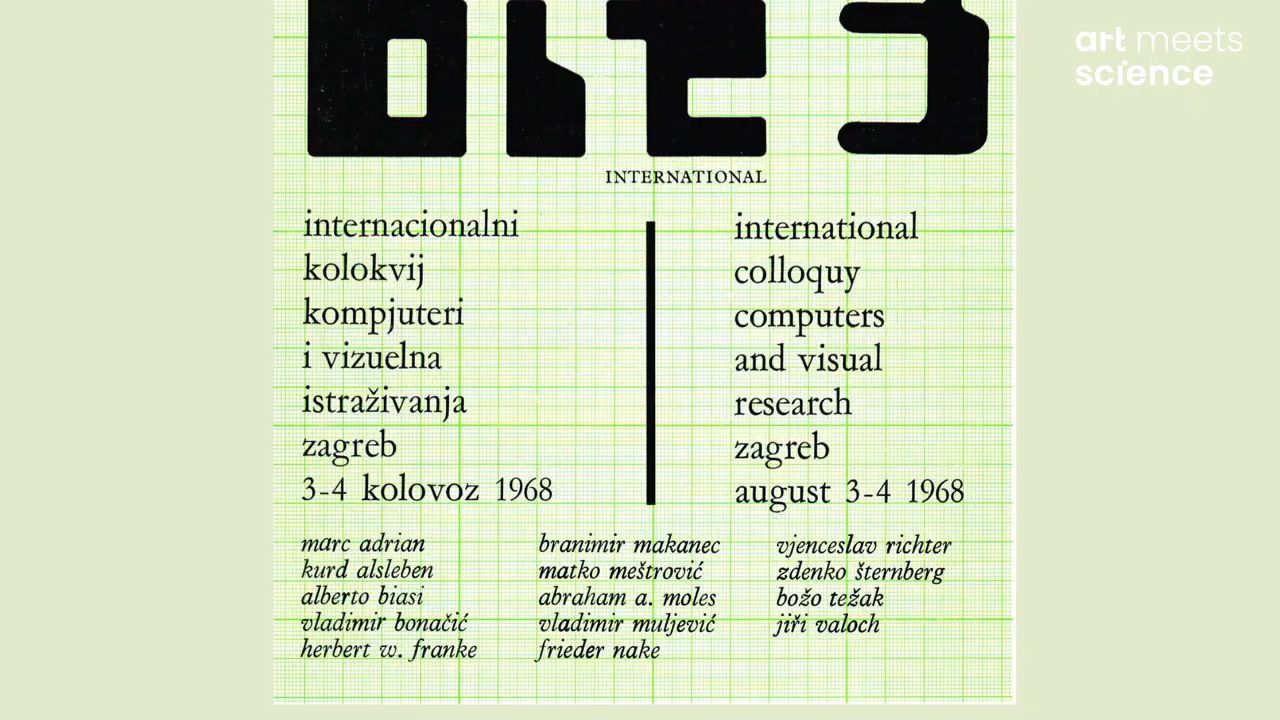 art meets
science
bit 3
INTERNATIONAL
internacionalni
kolokvij
kompjuteri
i vizuelna
istraživanja
zagreb
3-4 kolovoz 1968
international
colloquy
computers
and visual
research
zagreb
august 3-4 1968
marc adrian
kurd alsleben
alberto biasi
vladimir bonačić
herbert w. franke
branimir makanec
matko meštrović
abraham a. moles
vladimir muljević
frieder nake
vjenceslav richter
zdenko šternberg
božo težak
jiři valoch